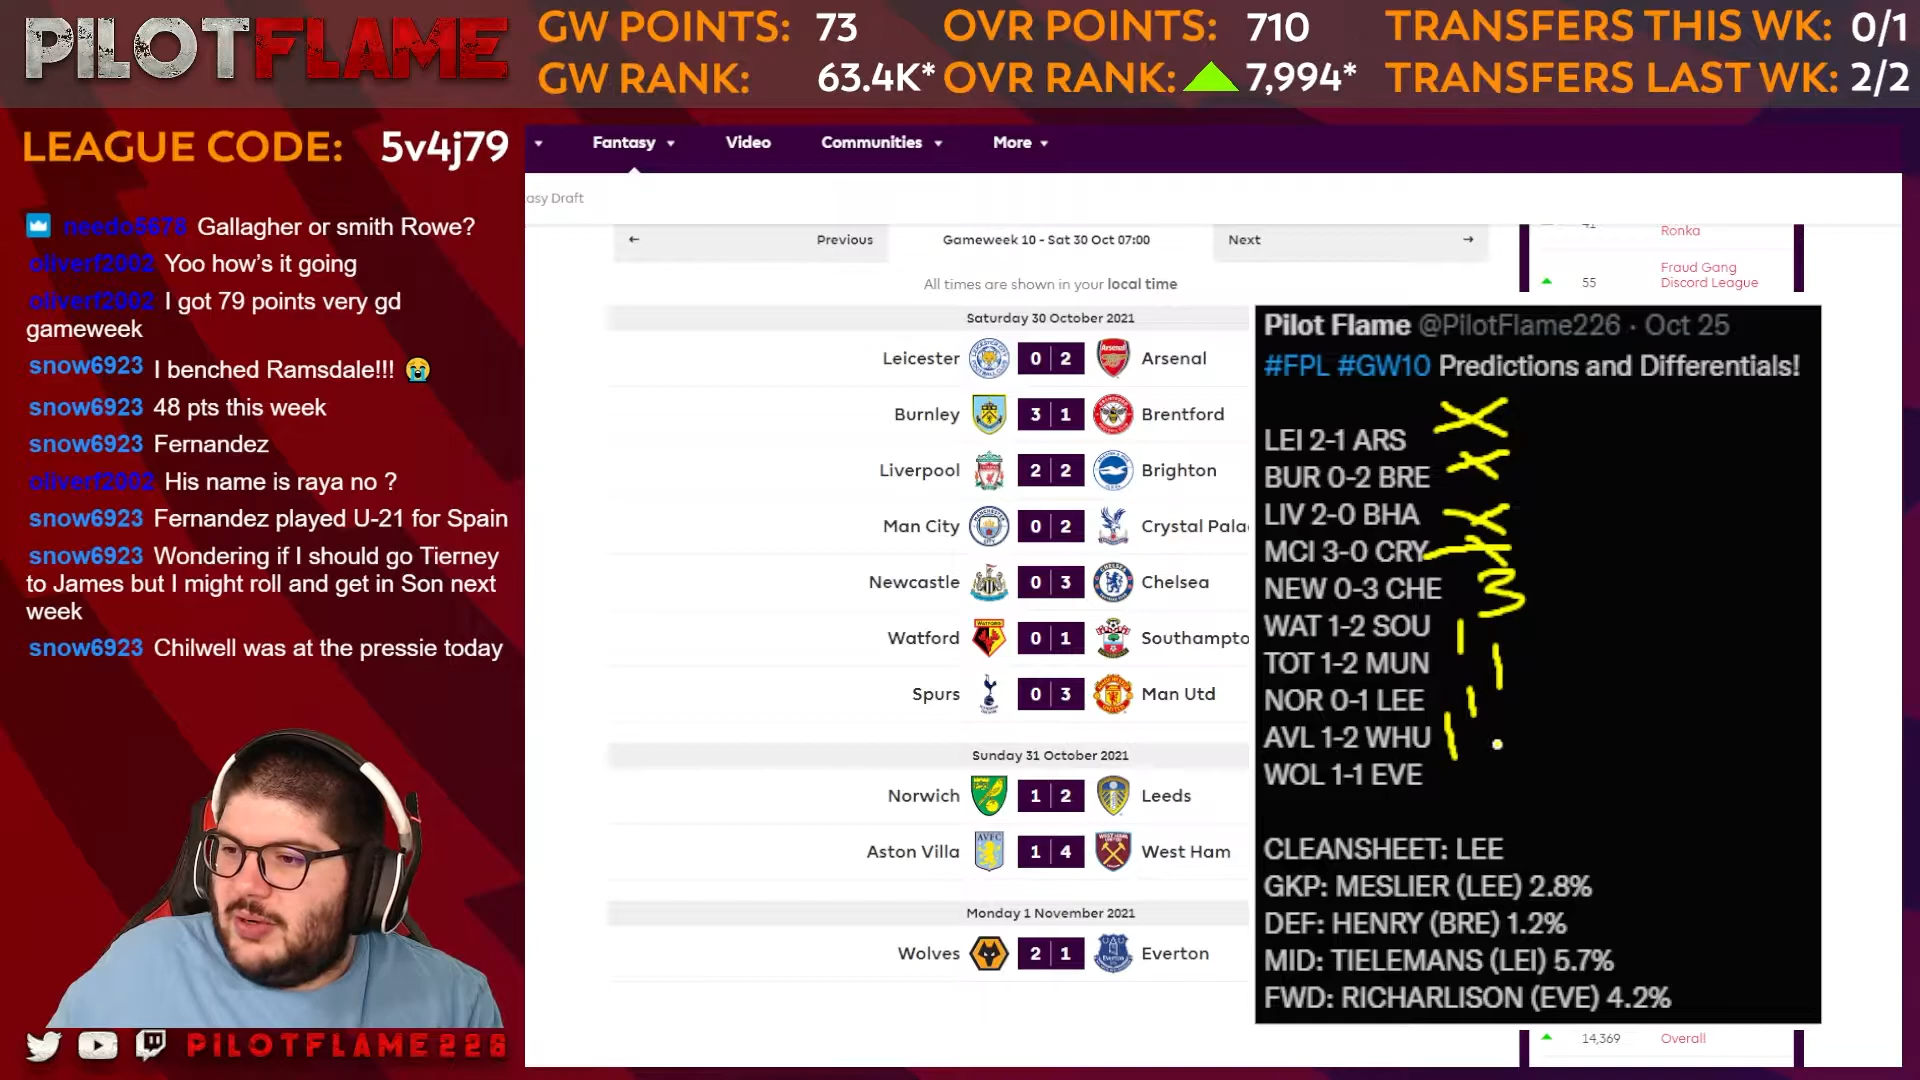 PILOTFLAME
GW POINTS: 73
OVR POINTS: 710
TRANSFERS THIS WK: 0/1
GW RANK: 63.4K*
OVR RANK: 7,994*
TRANSFERS LAST WK: 2/2
LEAGUE CODE: 5v4j79
needo5678 Gallagher or smith Rowe?
oliverf2002 Yoo how's it going
oliverf2002 I got 79 points very gd
gameweek
snow6923 I benched Ramsdale!!! 😭
snow6923 48 pts this week
snow6923 Fernandez
oliverf2002 His name is raya no ?
snow6923 Fernandez played U-21 for Spain
snow6923 Wondering if I should go Tierney
to James but I might roll and get in Son next
week
snow6923 Chilwell was at the pressie today
PILOTFLAME226
Fantasy
Video
Communities
More
asy Draft
← Previous
Gameweek 10 - Sat 30 Oct 07:00
Next →
All times are shown in your local time
Saturday 30 October 2021
Leicester 0 | 2 Arsenal
Burnley 3 | 1 Brentford
Liverpool 2 | 2 Brighton
Man City 0 | 2 Crystal Pala
Newcastle 0 | 3 Chelsea
Watford 0 | 1 Southampto
Spurs 0 | 3 Man Utd
Sunday 31 October 2021
Norwich 1 | 2 Leeds
Aston Villa 1 | 4 West Ham
Monday 1 November 2021
Wolves 2 | 1 Everton
Ronka
55 Fraud Gang
Discord League
Pilot Flame @PilotFlame226 · Oct 25
#FPL #GW10 Predictions and Differentials!
LEI 2-1 ARS
BUR 0-2 BRE
LIV 2-0 BHA
MCI 3-0 CRY
NEW 0-3 CHE 3
WAT 1-2 SOU
TOT 1-2 MUN
NOR 0-1 LEE
AVL 1-2 WHU
WOL 1-1 EVE
CLEANSHEET: LEE
GKP: MESLIER (LEE) 2.8%
DEF: HENRY (BRE) 1.2%
MID: TIELEMANS (LEI) 5.7%
FWD: RICHARLISON (EVE) 4.2%
14,369 Overall